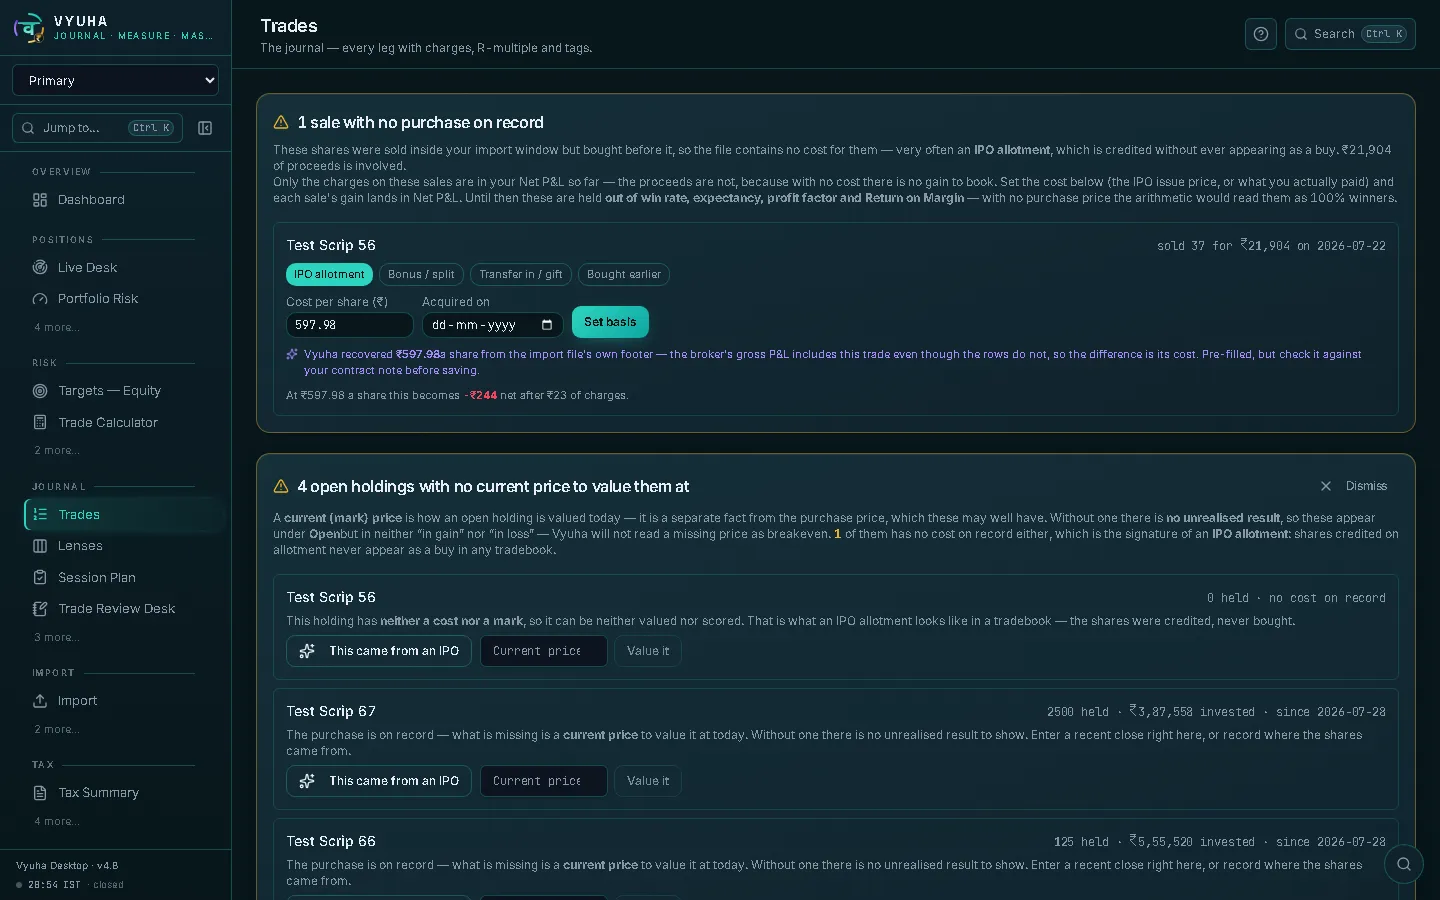 व
VYUHA
JOURNAL · MEASURE · MAS...
Primary
Jump to... Ctrl K
OVERVIEW
Dashboard
POSITIONS
Live Desk
Portfolio Risk
4 more...
RISK
Targets — Equity
Trade Calculator
2 more...
JOURNAL
Trades
Lenses
Session Plan
Trade Review Desk
3 more...
IMPORT
Import
2 more...
TAX
Tax Summary
4 more...
Vyuha Desktop · v4.8
20:54 IST · closed
Trades
The journal — every leg with charges, R-multiple and tags.
Search Ctrl K
1 sale with no purchase on record
These shares were sold inside your import window but bought before it, so the file contains no cost for them — very often an IPO allotment, which is credited without ever appearing as a buy. ₹21,904
of proceeds is involved.
Only the charges on these sales are in your Net P&L so far — the proceeds are not, because with no cost there is no gain to book. Set the cost below (the IPO issue price, or what you actually paid) and
each sale's gain lands in Net P&L. Until then these are held out of win rate, expectancy, profit factor and Return on Margin — with no purchase price the arithmetic would read them as 100% winners.
Test Scrip 56
sold 37 for ₹21,904 on 2026-07-22
IPO allotment Bonus / split Transfer in / gift Bought earlier
Cost per share (₹) Acquired on
597.98 dd-mm-yyyy Set basis
Vyuha recovered ₹597.98a share from the import file's own footer — the broker's gross P&L includes this trade even though the rows do not, so the difference is its cost. Pre-filled, but check it against
your contract note before saving.
At ₹597.98 a share this becomes -₹244 net after ₹23 of charges.
4 open holdings with no current price to value them at
Dismiss
A current (mark) price is how an open holding is valued today — it is a separate fact from the purchase price, which these may well have. Without one there is no unrealised result, so these appear
under Openbut in neither “in gain” nor “in loss” — Vyuha will not read a missing price as breakeven. 1 of them has no cost on record either, which is the signature of an IPO allotment: shares credited on
allotment never appear as a buy in any tradebook.
Test Scrip 56
0 held · no cost on record
This holding has neither a cost nor a mark, so it can be neither valued nor scored. That is what an IPO allotment looks like in a tradebook — the shares were credited, never bought.
This came from an IPO Current price Value it
Test Scrip 67
2500 held · ₹3,87,558 invested · since 2026-07-28
The purchase is on record — what is missing is a current price to value it at today. Without one there is no unrealised result to show. Enter a recent close right here, or record where the shares
came from.
This came from an IPO Current price Value it
Test Scrip 66
125 held · ₹5,55,520 invested · since 2026-07-28
The purchase is on record — what is missing is a current price to value it at today. Without one there is no unrealised result to show. Enter a recent close right here, or record where the shares
came from.